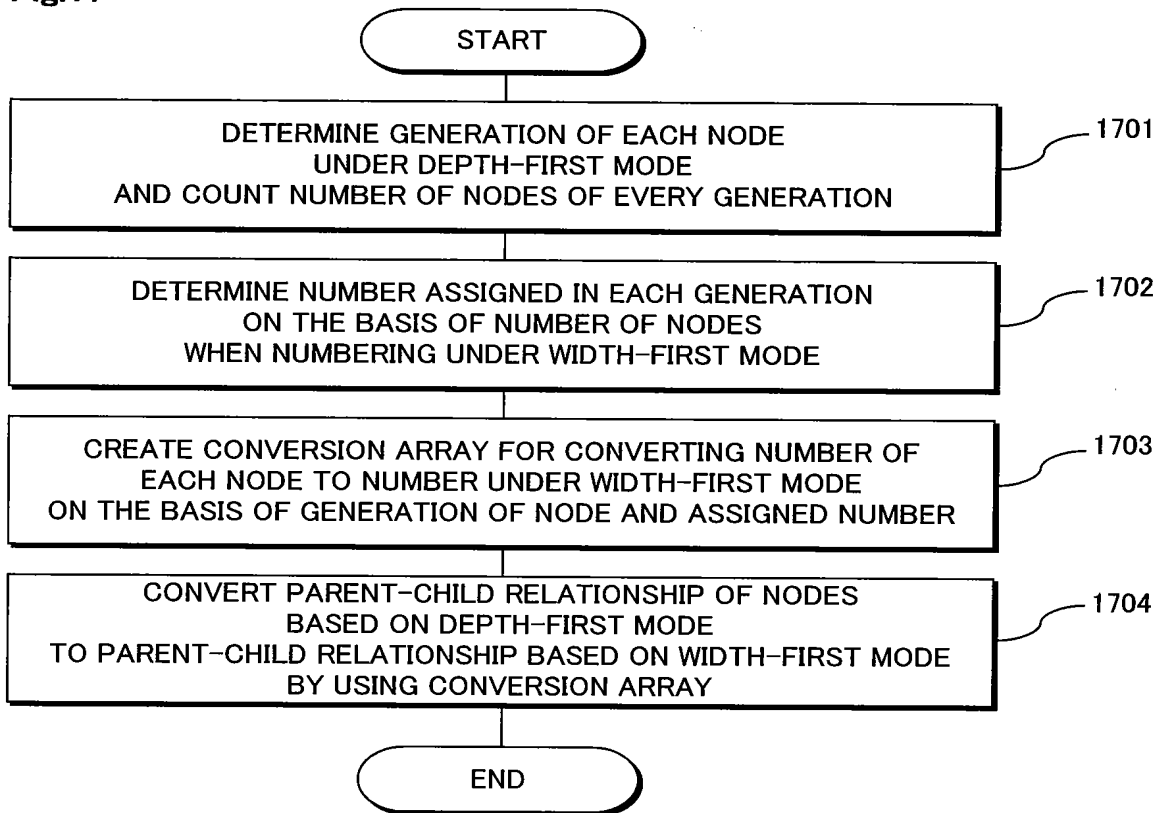 START
DETERMINE GENERATION OF EACH NODE
UNDER DEPTH-FIRST MODE
AND COUNT NUMBER OF NODES OF EVERY GENERATION
1701
DETERMINE NUMBER ASSIGNED IN EACH GENERATION
ON THE BASIS OF NUMBER OF NODES
WHEN NUMBERING UNDER WIDTH-FIRST MODE
1702
CREATE CONVERSION ARRAY FOR CONVERTING NUMBER OF
EACH NODE TO NUMBER UNDER WIDTH-FIRST MODE
ON THE BASIS OF GENERATION OF NODE AND ASSIGNED NUMBER
1703
CONVERT PARENT-CHILD RELATIONSHIP OF NODES
BASED ON DEPTH-FIRST MODE
TO PARENT-CHILD RELATIONSHIP BASED ON WIDTH-FIRST MODE
BY USING CONVERSION ARRAY
1704
END